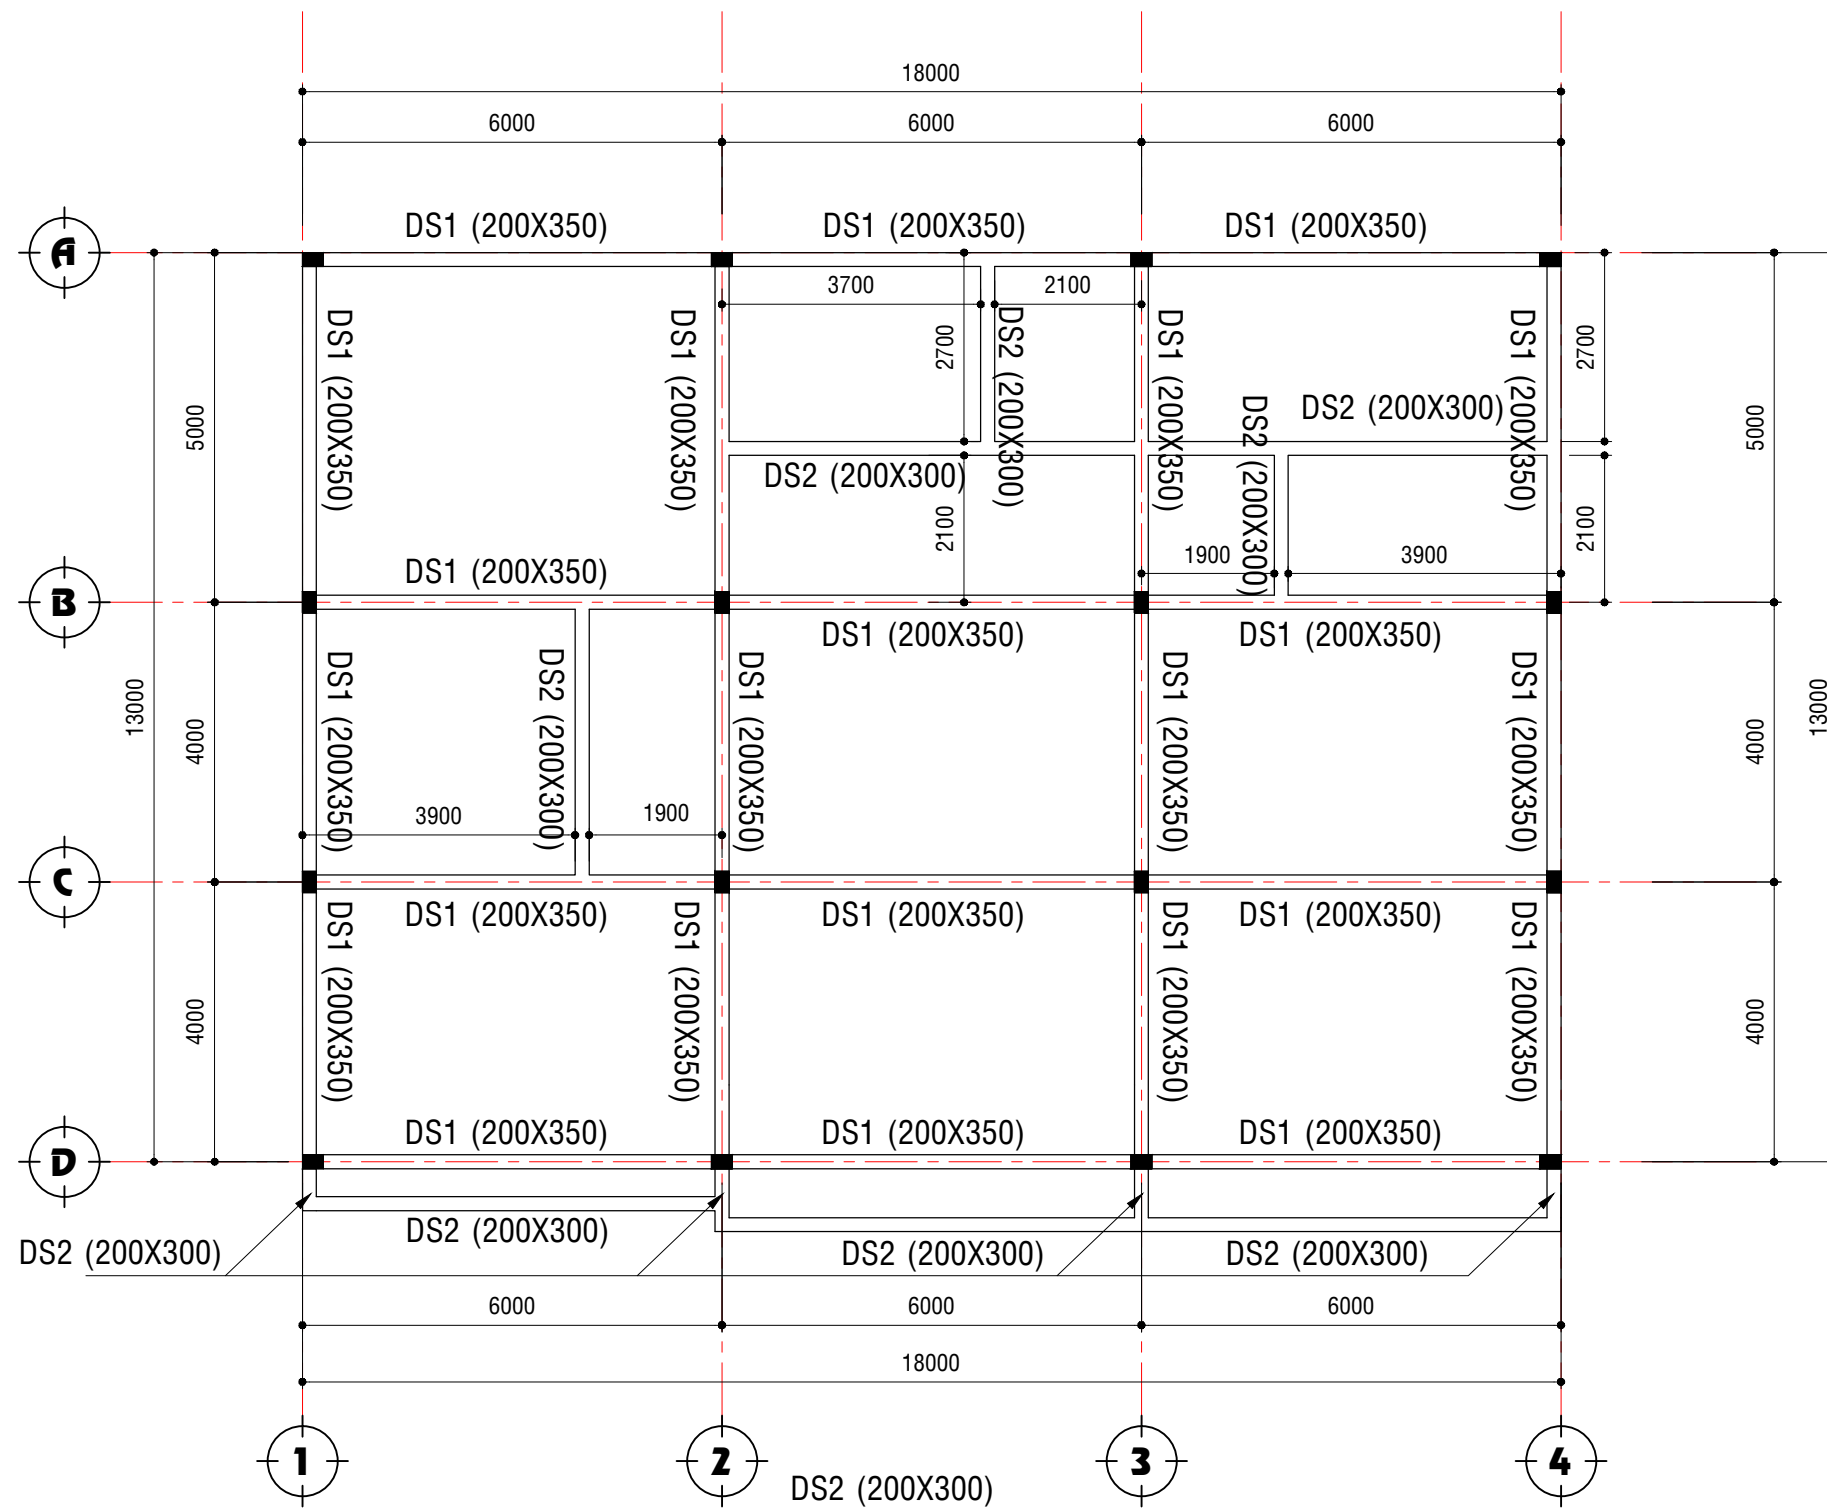 18000
6000 6000 6000
DS1 (200X350) DS1 (200X350) DS1 (200X350)
A
3700 2100
DS1 (200X350) DS1 (200X350) 2700 DS2 (200X300) DS1 (200X350) DS1 (200X350) 2700
5000 DS2 (200X300) DS2 (200X300) 5000
DS2 (200X300)
2100 2100
1900 3900
DS1 (200X350)
B
DS1 (200X350) DS1 (200X350)
13000 4000 DS1 (200X350) DS2 (200X300) DS1 (200X350) DS1 (200X350) DS1 (200X350) 4000 13000
3900 1900
C
DS1 (200X350) DS1 (200X350) DS1 (200X350)
4000 DS1 (200X350) DS1 (200X350) DS1 (200X350) DS1 (200X350) 4000
DS1 (200X350) DS1 (200X350) DS1 (200X350)
D
DS2 (200X300)
DS2 (200X300) DS2 (200X300) DS2 (200X300)
6000 6000 6000
18000
1 2 3 4
DS2 (200X300)